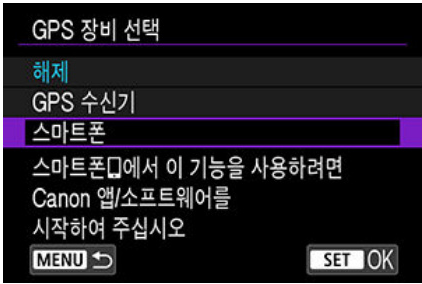 GPS 장비 선택
해제
GPS 수신기
스마트폰
스마트폰에서 이 기능을 사용하려면
Canon 앱/소프트웨어를
시작하여 주십시오
MENU SET OK